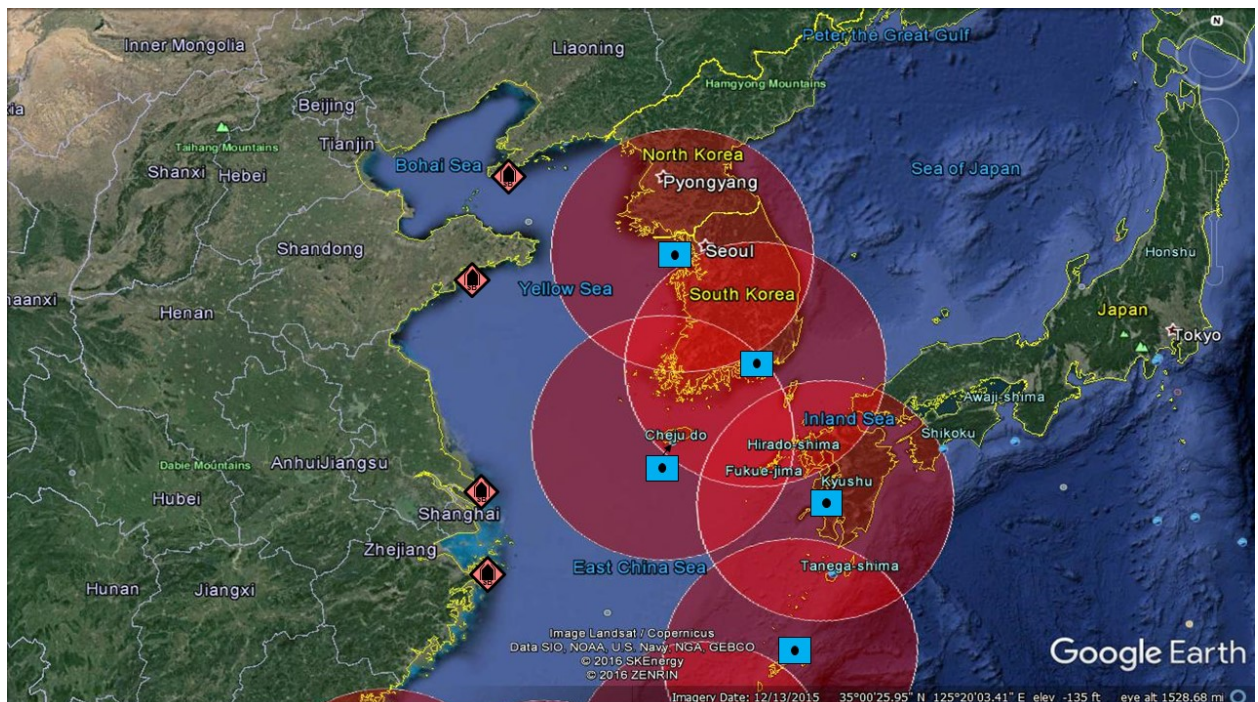 N
Inner Mongolia
Liaoning
Peter the Great Gulf
Beijing
Hamgyong Mountains
Tianjin
Taihang Mountains
Shanxi
Hebei
Bohai Sea
North Korea
Pyongyang
Sea of Japan
Shandong
Seoul
Honshu
Yellow Sea
South Korea
Henan
Japan
Tokyo
Awaji-shima
Inland Sea
Shikoku
Cheju do
Hirado-shima
Fukue-jima
Kyushu
Dabie Mountains
AnhuiJiangsu
Hubei
Shanghai
Zhejiang
East China Sea
Tanega-shima
Hunan
Jiangxi
Image Landsat / Copernicus
Data SIO, NOAA, U.S. Navy, NGA, GEBCO
© 2016 SKEnergy
© 2016 ZENRIN
Google Earth
Imagery Date: 12/13/2015 35°00'25.95" N 125°20'03.41" E elev -135 ft eye alt 1528.68 mi